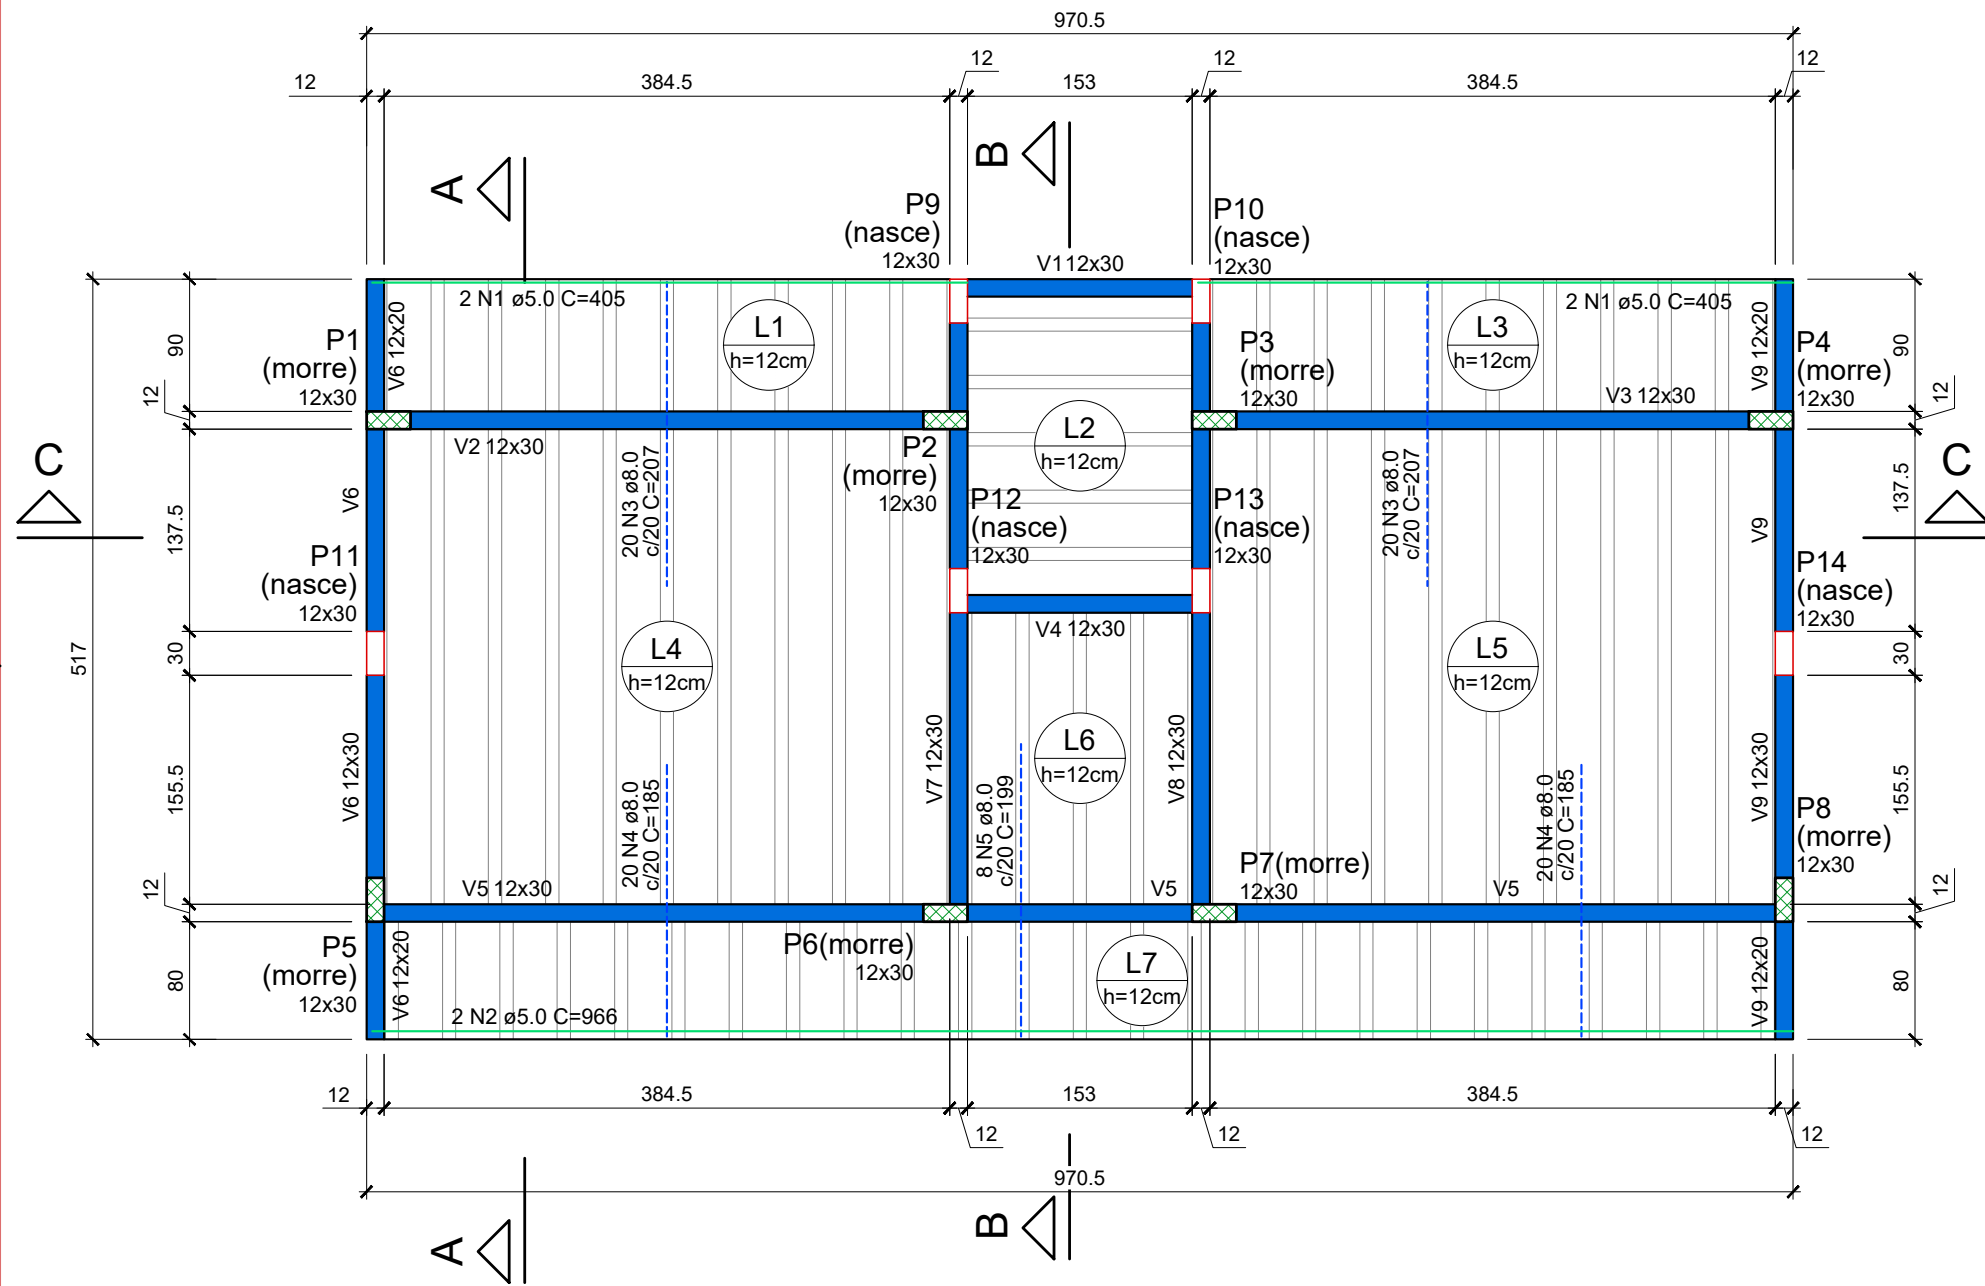 970.5
12
384.5
12
153
12
384.5
12
A
B
P9
(nasce)
12x30
P10
(nasce)
12x30
V1 12x30
2 N1 ø5.0 C=405
2 N1 ø5.0 C=405
V6 12x20
L1
h=12cm
L3
h=12cm
V9 12x20
P1
(morre)
12x30
P3
(morre)
12x30
P4
(morre)
12x30
90
12
90
12
V3 12x30
V2 12x30
L2
h=12cm
P2
(morre)
12x30
C
C
517
137.5
137.5
V6
V9
20 N3 ø8.0
c/20 C=207
20 N3 ø8.0
c/20 C=207
P12
(nasce)
12x30
P13
(nasce)
12x30
P11
(nasce)
12x30
P14
(nasce)
12x30
30
30
V4 12x30
L4
h=12cm
L5
h=12cm
L6
h=12cm
155.5
155.5
V6 12x30
V7 12x30
V8 12x30
V9 12x30
20 N4 ø8.0
c/20 C=185
8 N5 ø8.0
c/20 C=199
20 N4 ø8.0
c/20 C=185
P8
(morre)
12x30
P7(morre)
12x30
V5 12x30
V5
V5
12
12
P5
(morre)
12x30
P6(morre)
12x30
V6 12x20
L7
h=12cm
V9 12x20
80
80
2 N2 ø5.0 C=966
12
384.5
12
153
12
384.5
12
970.5
A
B